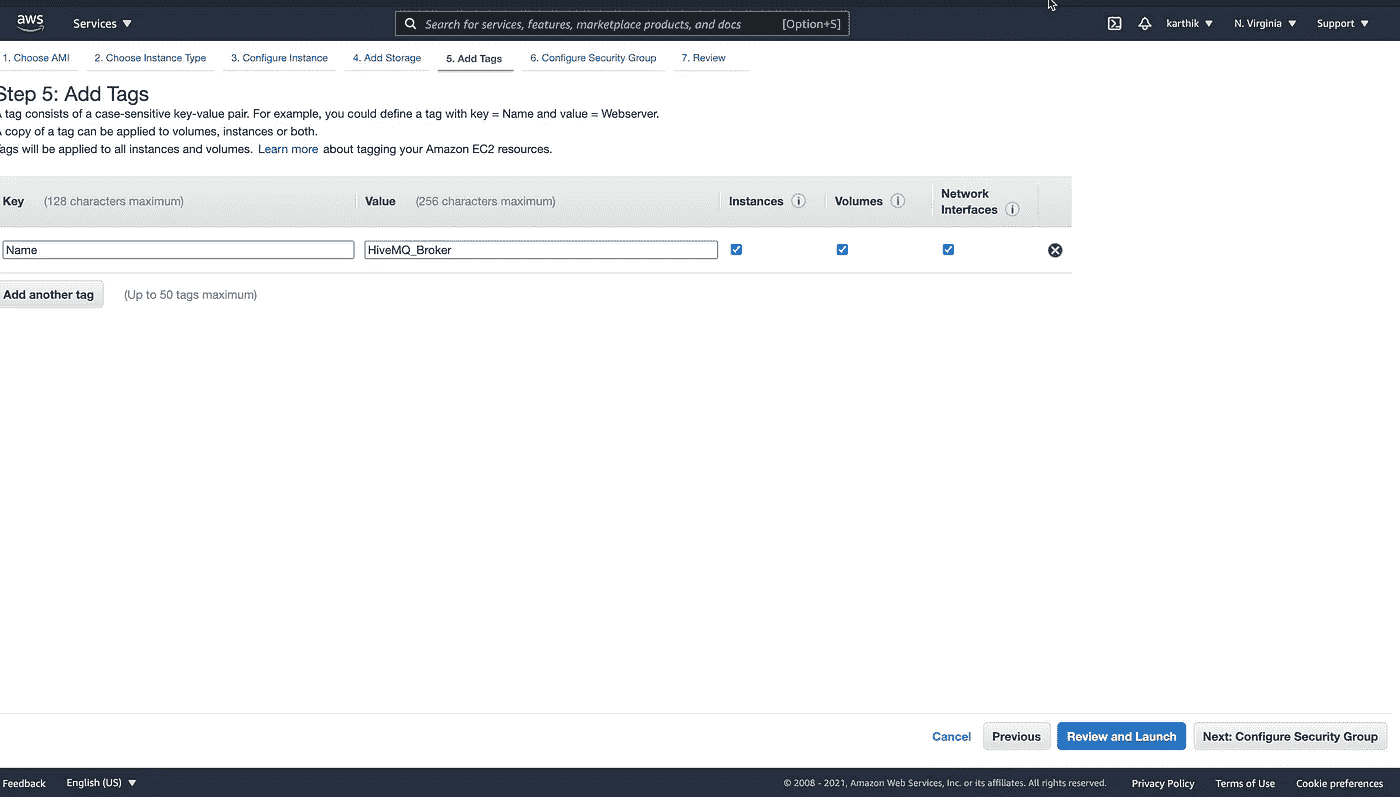 aws Services Search for services, features, marketplace products, and docs [Option+S] karthik N. Virginia Support
1. Choose AMI 2. Choose Instance Type 3. Configure Instance 4. Add Storage 5. Add Tags 6. Configure Security Group 7. Review
Step 5: Add Tags
A tag consists of a case-sensitive key-value pair. For example, you could define a tag with key = Name and value = Webserver.
A copy of a tag can be applied to volumes, instances or both.
Tags will be applied to all instances and volumes. Learn more about tagging your Amazon EC2 resources.
Key (128 characters maximum) Value (256 characters maximum) Instances Volumes Network Interfaces
Name HiveMQ_Broker
Add another tag (Up to 50 tags maximum)
Cancel Previous Review and Launch Next: Configure Security Group
Feedback English (US) © 2008 - 2021, Amazon Web Services, Inc. or its affiliates. All rights reserved. Privacy Policy Terms of Use Cookie preferences